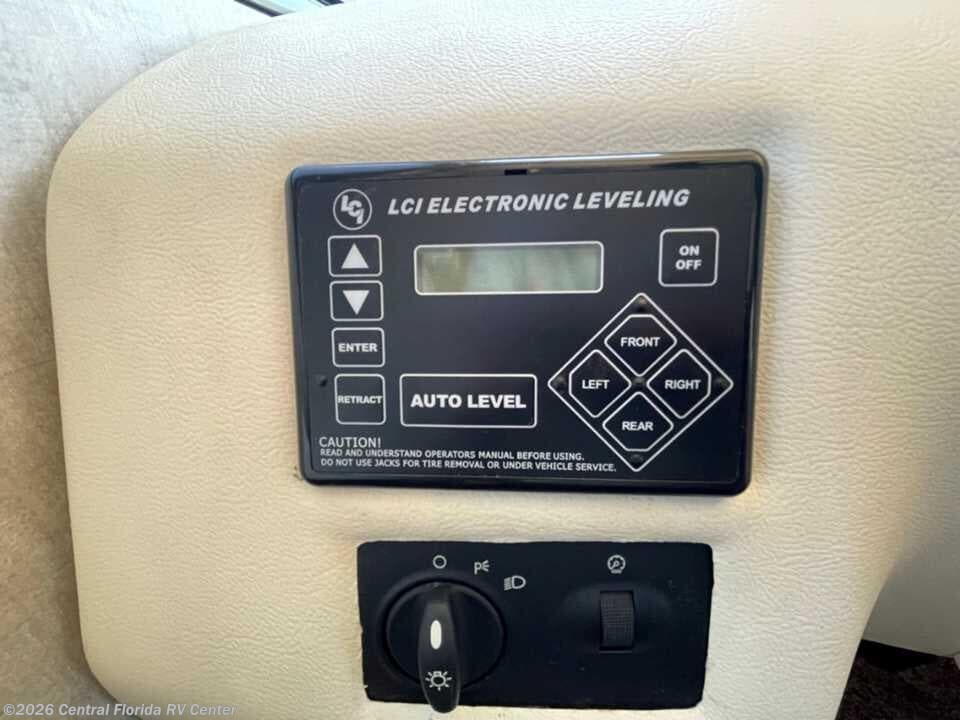 LCI
LCI ELECTRONIC LEVELING
ON
OFF
ENTER
RETRACT
AUTO LEVEL
FRONT
LEFT
RIGHT
REAR
CAUTION!
READ AND UNDERSTAND OPERATORS MANUAL BEFORE USING.
DO NOT USE JACKS FOR TIRE REMOVAL OR UNDER VEHICLE SERVICE.
©2026 Central Florida RV Center